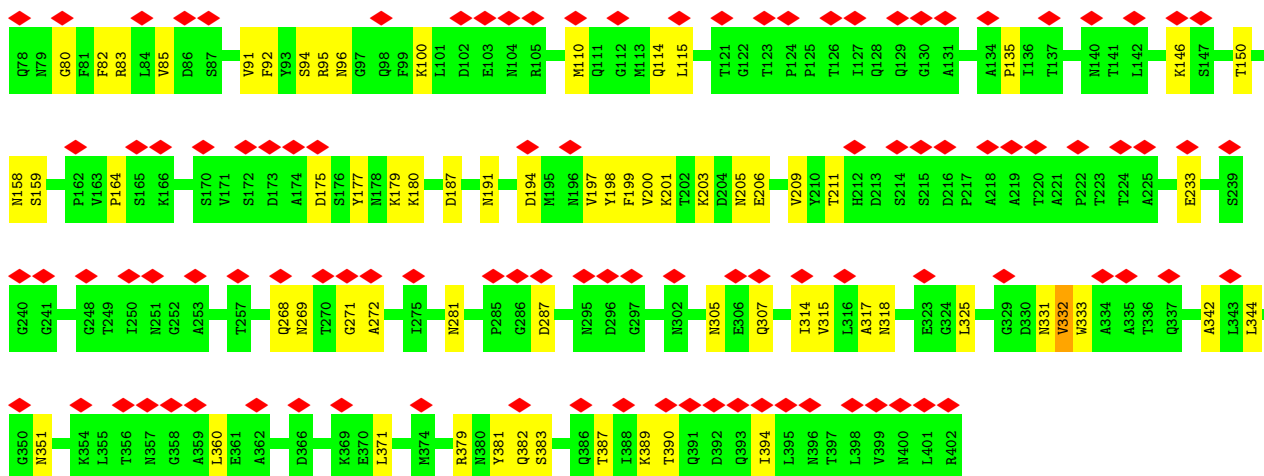 Q78 N79 G80 F81 F82 R83 L84 V85 D86 S87 V91 F92 Y93 S94 R95 N96 G97 Q98 F99 K100 L101 D102 E103 N104 R105 M110 Q111 G112 M113 Q114 L115 T121 G122 T123 P124 P125 T126 I127 Q128 Q129 G130 A131 A134 P135 I136 T137 N140 T141 L142 K146 S147 T150
N158 S159 P162 V163 P164 S165 K166 S170 V171 S172 D173 A174 D175 S176 Y177 N178 K179 K180 D187 N191 D194 M195 N196 V197 Y198 F199 V200 K201 T202 K203 D204 N205 E206 V209 Y210 T211 H212 D213 S214 S215 D216 P217 A218 A219 T220 A221 P222 T223 T224 A225 E233 S239
G240 G241 G248 T249 I250 N251 G252 A253 T257 Q268 N269 T270 G271 A272 I275 N281 P285 G286 D287 N295 D296 G297 N302 N305 E306 Q307 I314 V315 L316 A317 N318 E323 G324 L325 G329 D330 N331 V332 W333 A334 A335 T336 Q337 A342 L343 L344
G350 N351 K354 L355 T356 N357 G358 A359 L360 E361 A362 D366 K369 E370 L371 M374 R379 N380 Y381 Q382 S383 Q386 T387 I388 K389 T390 Q391 D392 Q393 I394 L395 N396 T397 L398 V399 N400 L401 R402